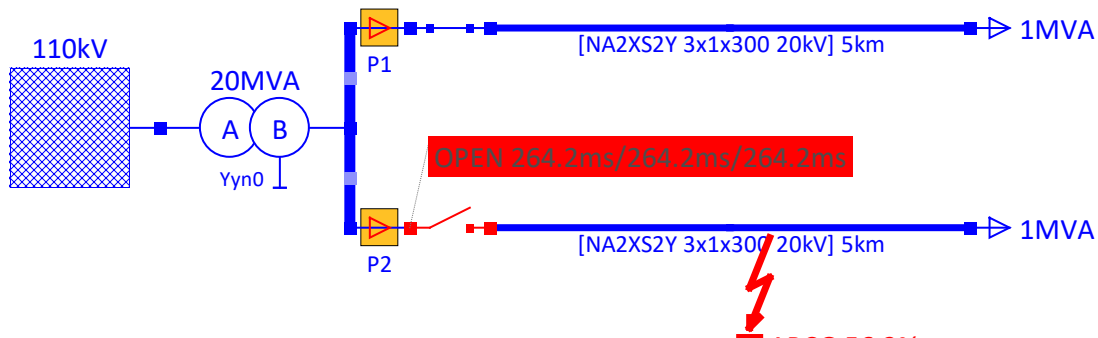 110kV
20MVA
A B
Yyn0
P1
[NA2XS2Y 3x1x300 20kV] 5km
1MVA
OPEN 264.2ms/264.2ms/264.2ms
P2
[NA2XS2Y 3x1x300 20kV] 5km
1MVA